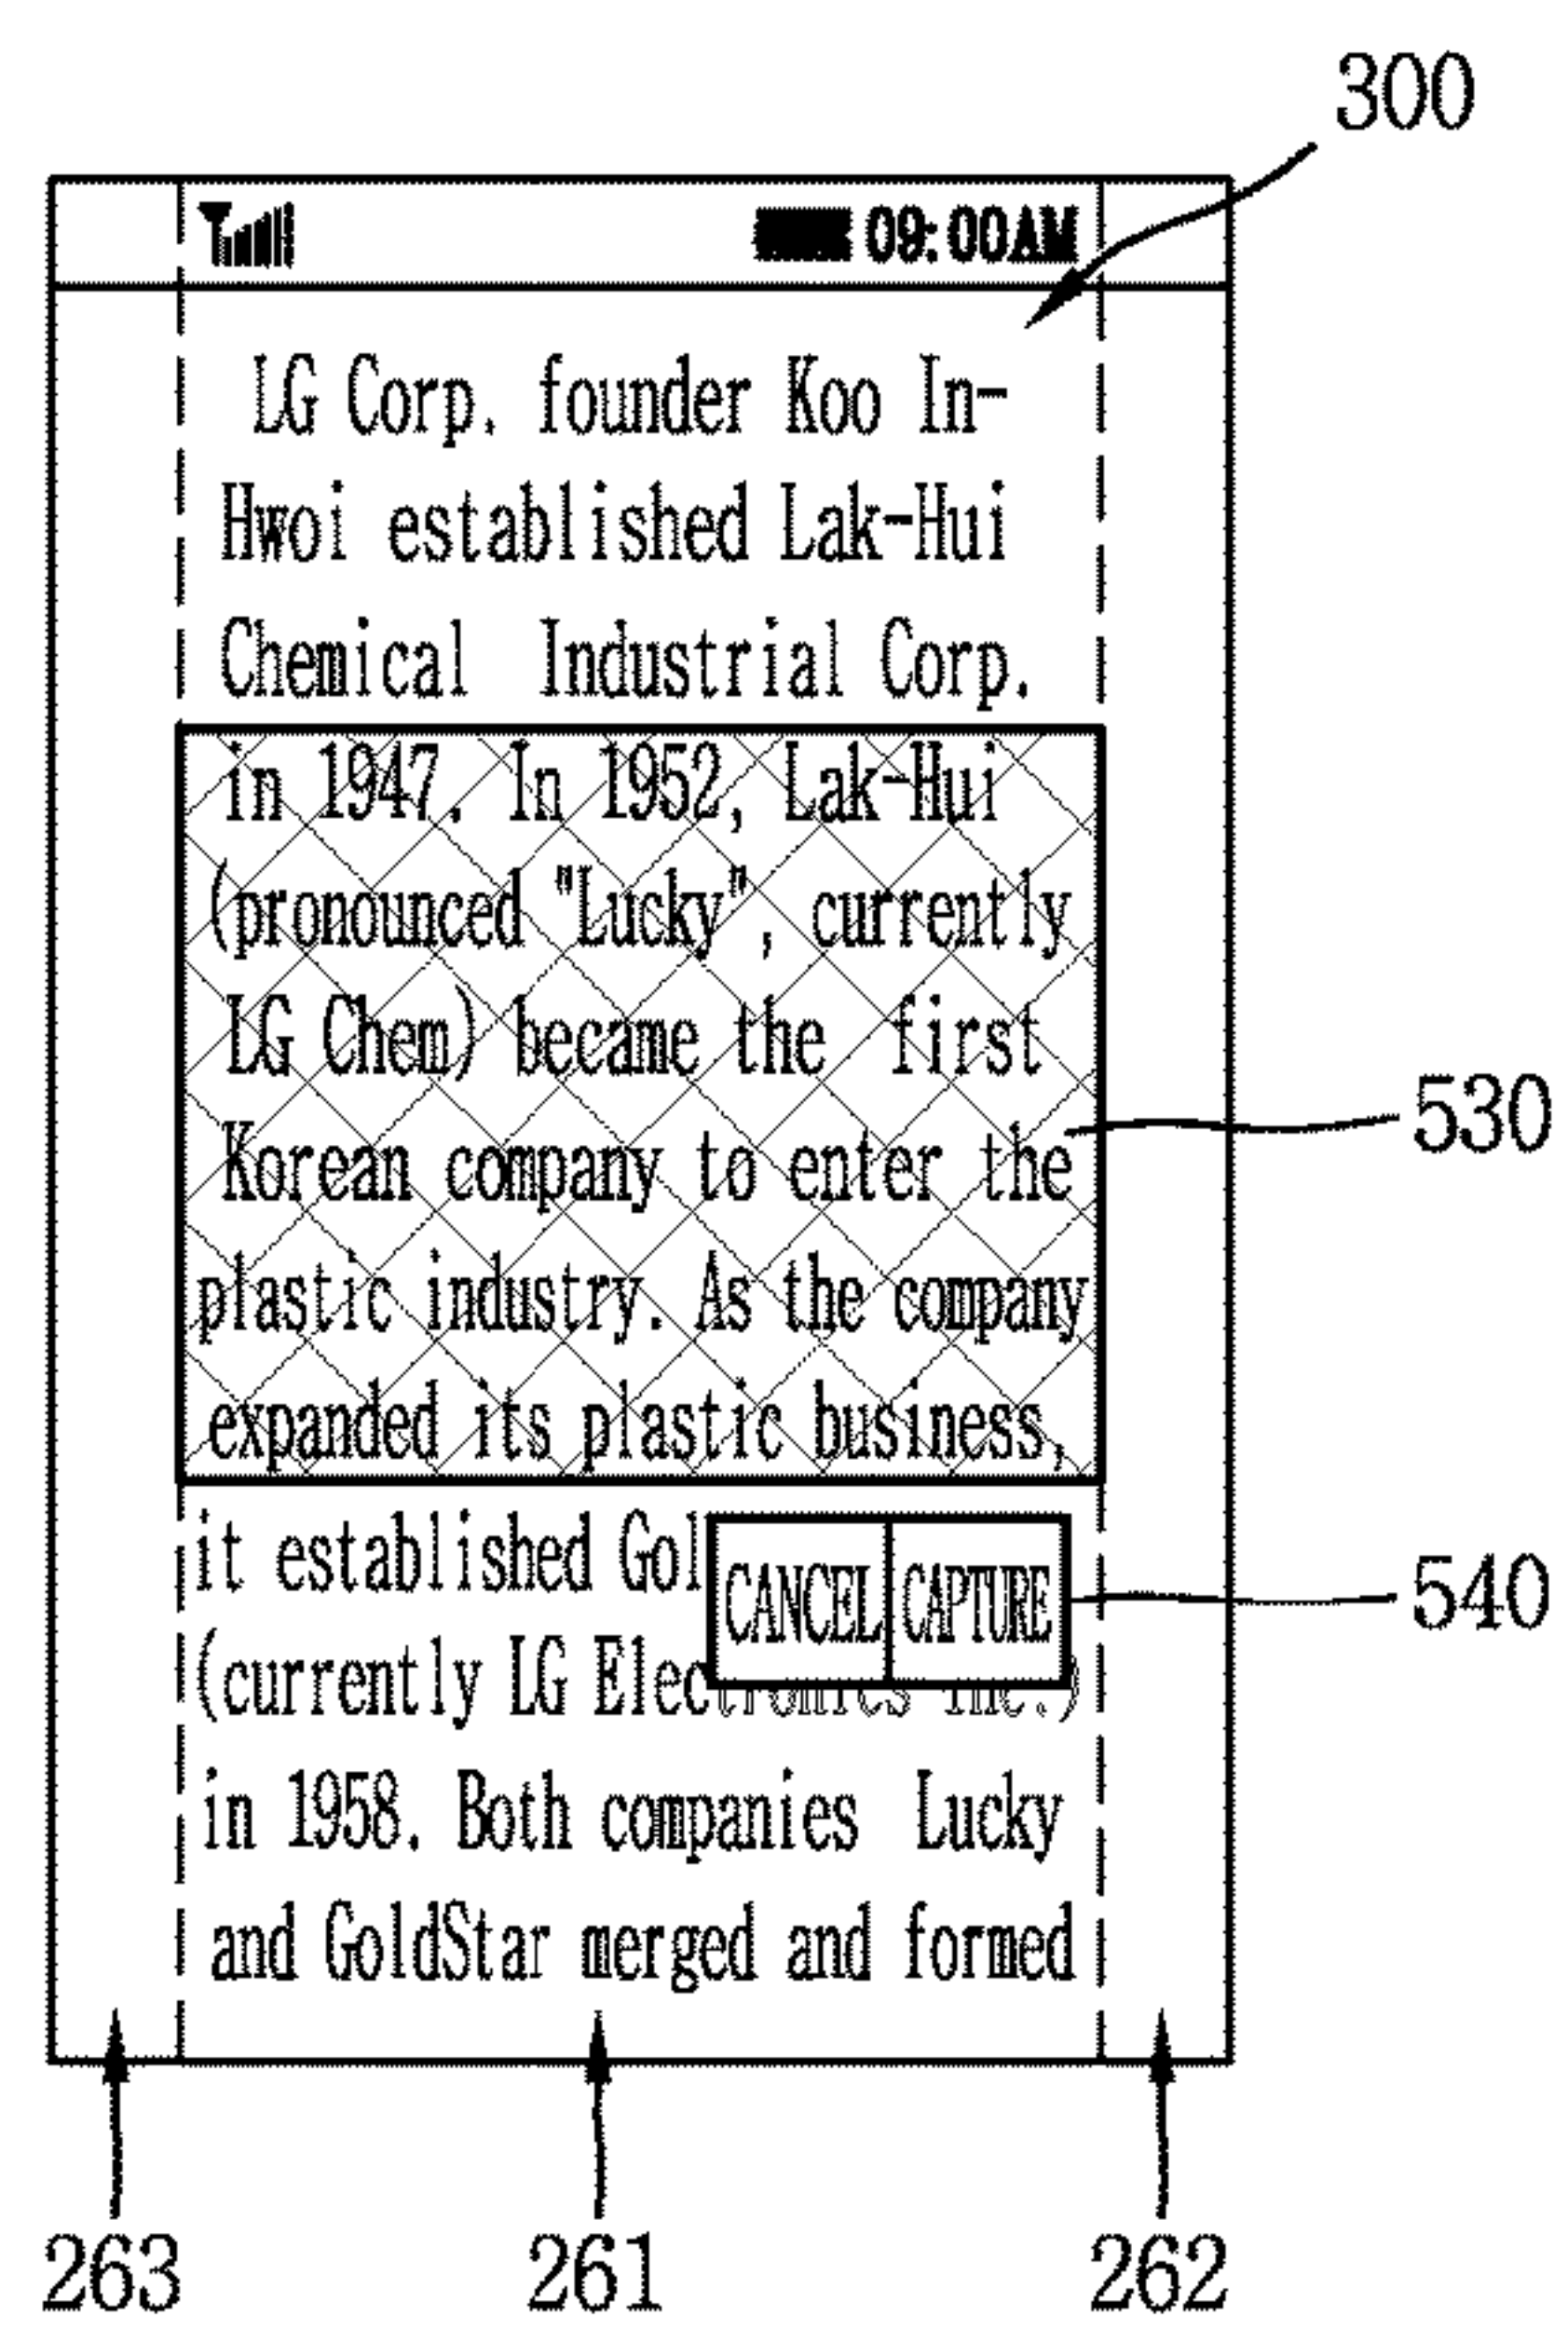 300
09:00AM
LG Corp. founder Koo In-
Hwoi established Lak-Hui
Chemical Industrial Corp.
in 1947. In 1952, Lak-Hui
(pronounced "Lucky", currently
LG Chem) became the first
Korean company to enter the
530
plastic industry. As the company
expanded its plastic business,
it established Gol
CANCEL CAPTURE
540
(currently LG Electronics Inc.)
in 1958. Both companies Lucky
and GoldStar merged and formed
263 261 262